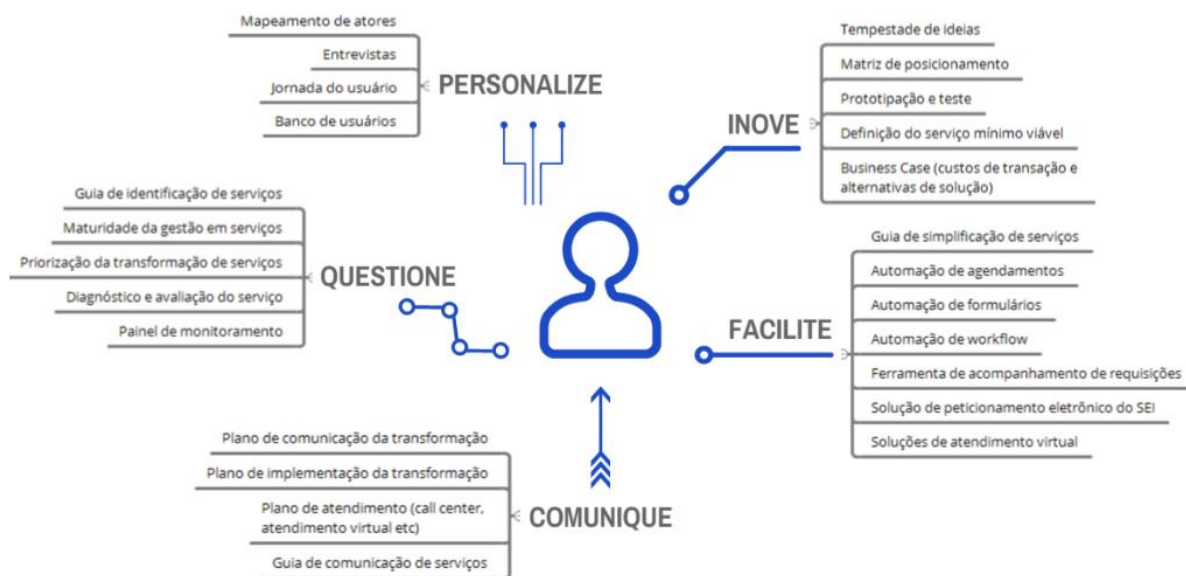 Mapeamento de atores
Entrevistas
Jornada do usuário
Banco de usuários
PERSONALIZE
Tempestade de ideias
Matriz de posicionamento
Prototipação e teste
Definição do serviço mínimo viável
Business Case (custos de transação e
alternativas de solução)
INOVE
Guia de identificação de serviços
Maturidade da gestão em serviços
Priorização da transformação de serviços
Diagnóstico e avaliação do serviço
Painel de monitoramento
QUESTIONE
Guia de simplificação de serviços
Automação de agendamentos
Automação de formulários
Automação de workflow
Ferramenta de acompanhamento de requisições
Solução de peticionamento eletrônico do SEI
Soluções de atendimento virtual
FACILITE
Plano de comunicação da transformação
Plano de implementação da transformação
Plano de atendimento (call center,
atendimento virtual etc)
Guia de comunicação de serviços
COMUNIQUE